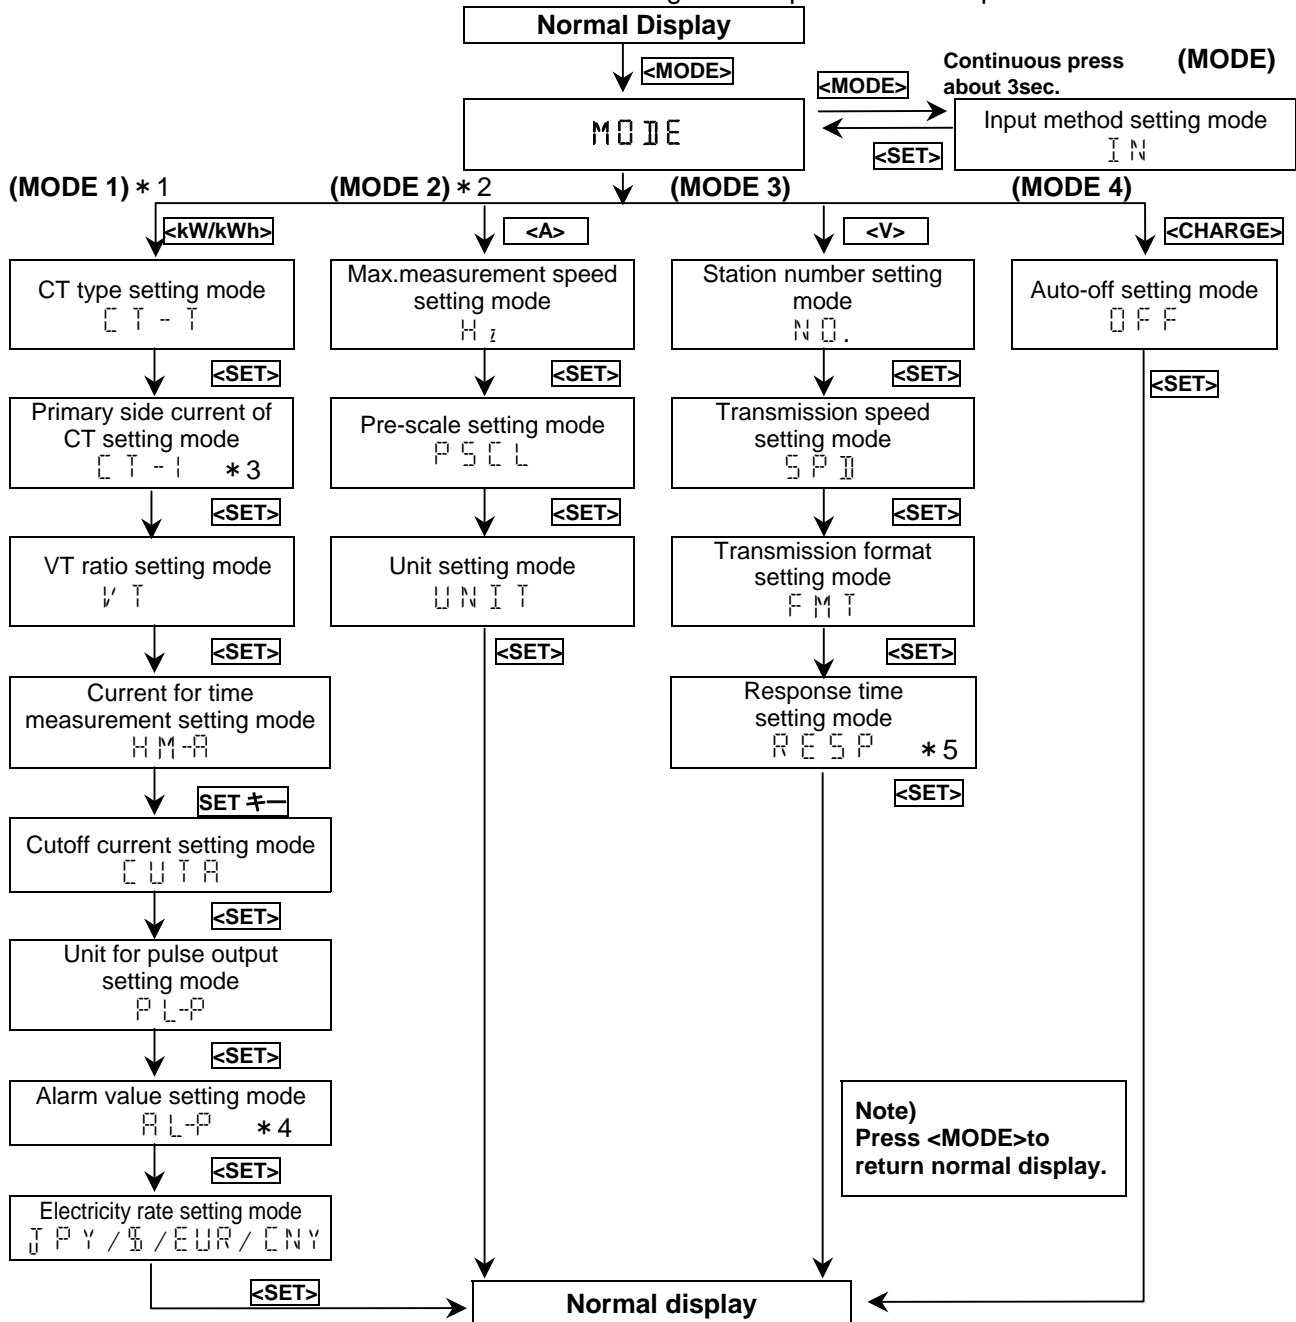 Normal Display
<MODE>
Continuous press
about 3sec.
(MODE)
<MODE>
MODE
Input method setting mode
IN
<SET>
(MODE 1) *1
(MODE 2) *2
(MODE 3)
(MODE 4)
<kW/kWh>
<A>
<V>
<CHARGE>
CT type setting mode
CT-T
<SET>
Primary side current of
CT setting mode
CT-1 *3
<SET>
VT ratio setting mode
VT
<SET>
Current for time
measurement setting mode
HM-A
SET キー
Cutoff current setting mode
CUTA
<SET>
Unit for pulse output
setting mode
PL-P
<SET>
Alarm value setting mode
AL-P *4
<SET>
Electricity rate setting mode
JPY/$/EUR/CNY
<SET>
Max.measurement speed
setting mode
Hz
<SET>
Pre-scale setting mode
PSCL
<SET>
Unit setting mode
UNIT
<SET>
Station number setting
mode
NO.
<SET>
Transmission speed
setting mode
SPD
<SET>
Transmission format
setting mode
FMT
<SET>
Response time
setting mode
RESP *5
<SET>
Auto-off setting mode
OFF
<SET>
Note)
Press <MODE>to
return normal display.
Normal display